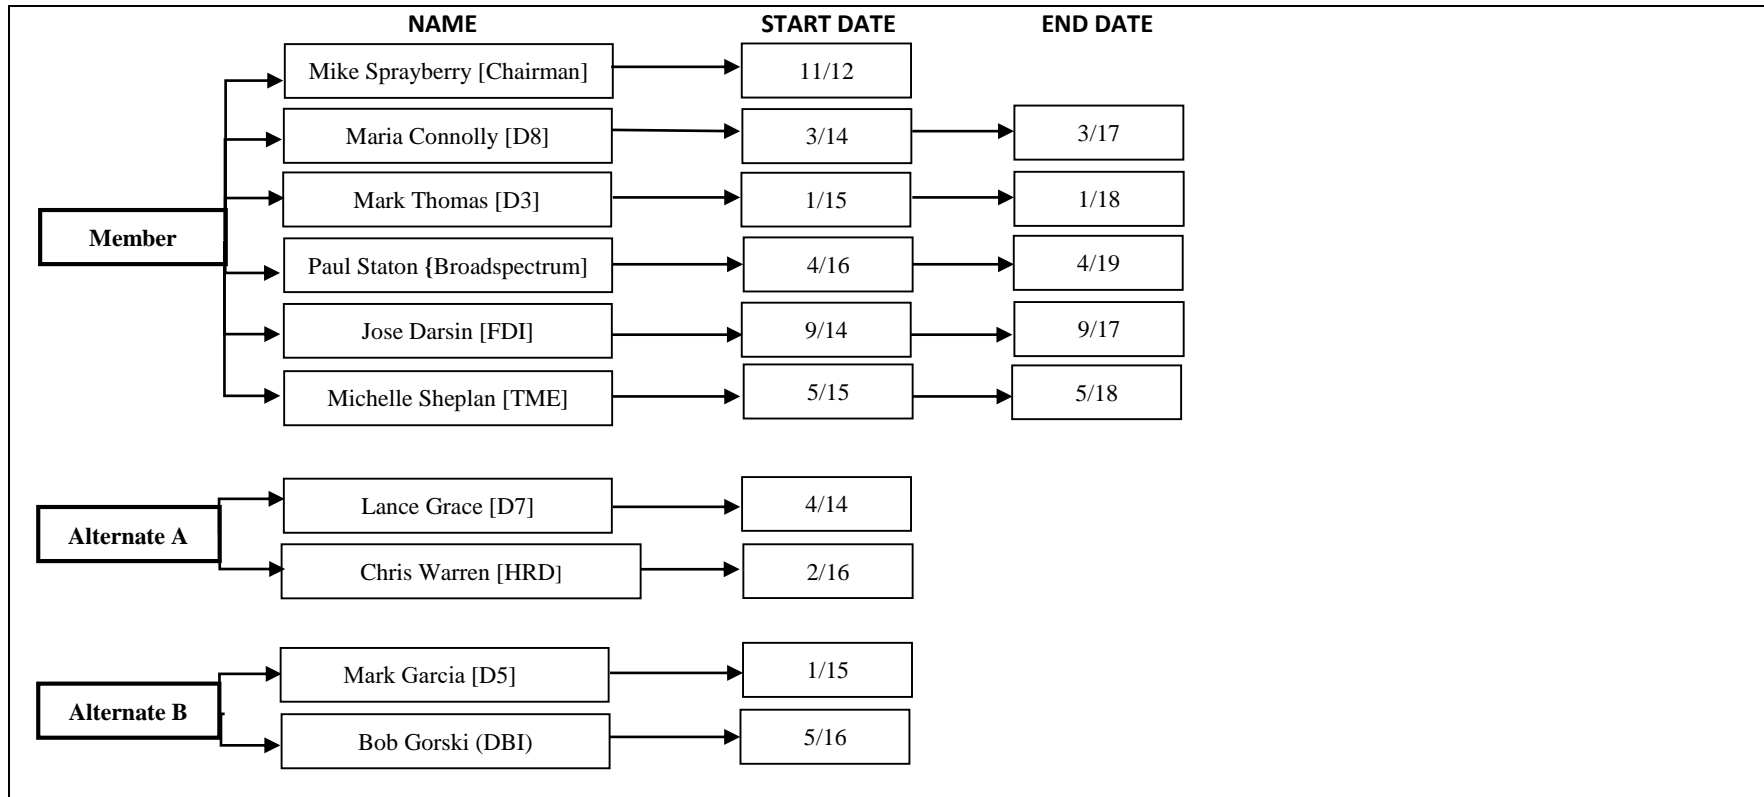 NAME START DATE END DATE
Mike Sprayberry [Chairman] 11/12
Maria Connolly [D8] 3/14 3/17
Mark Thomas [D3] 1/15 1/18
Member
Paul Staton {Broadspectrum] 4/16 4/19
Jose Darsin [FDI] 9/14 9/17
Michelle Sheplan [TME] 5/15 5/18
Lance Grace [D7] 4/14
Alternate A
Chris Warren [HRD] 2/16
Mark Garcia [D5] 1/15
Alternate B
Bob Gorski (DBI) 5/16